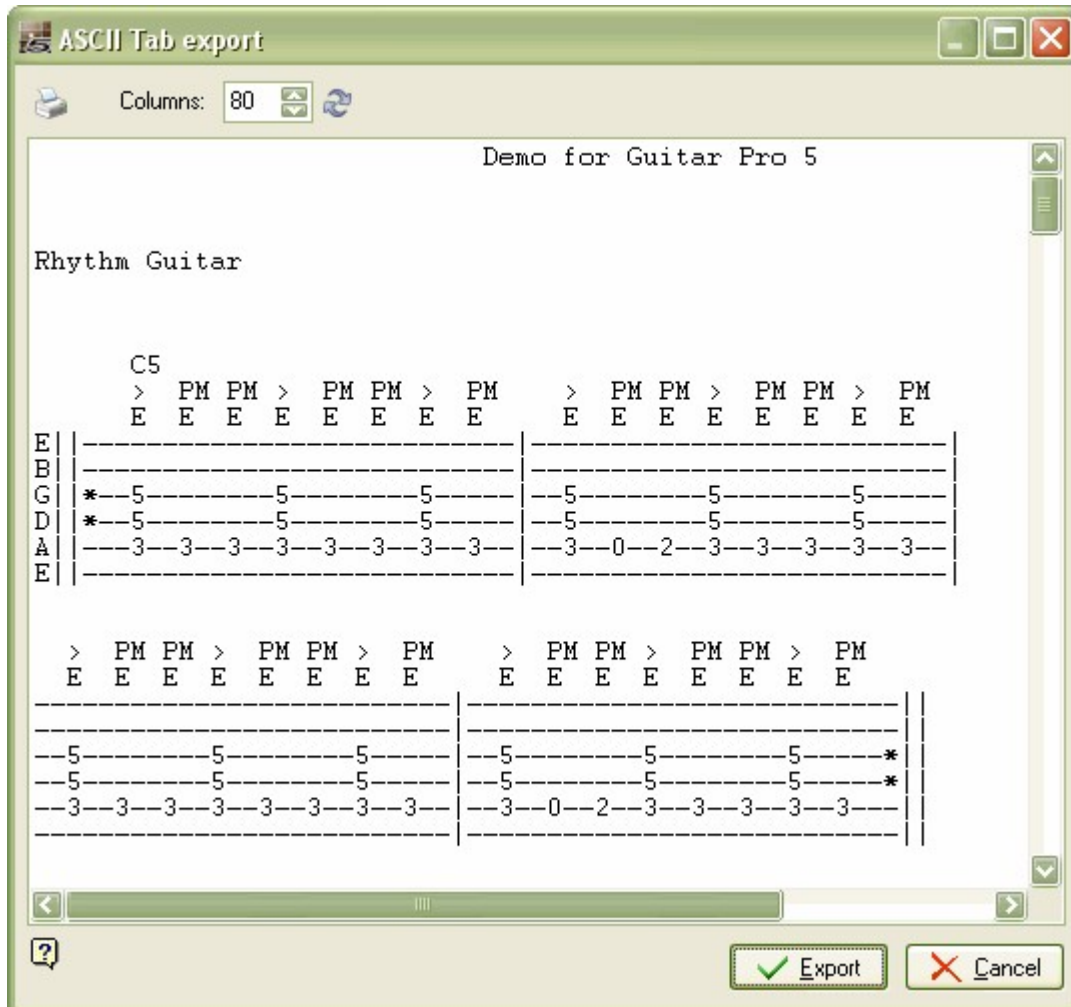 ASCII Tab export
Columns: 80
                            Demo for Guitar Pro 5
Rhythm Guitar
      C5
      >  PM PM >  PM PM >  PM     >  PM PM >  PM PM >  PM
      E  E  E  E  E  E  E  E      E  E  E  E  E  E  E  E
E||---------------------------|--------------------------|
B||---------------------------|--------------------------|
G||*--5--------5--------5-----|--5--------5--------5-----|
D||*--5--------5--------5-----|--5--------5--------5-----|
A||---3--3--3--3--3--3--3--3--|--3--0--2--3--3--3--3--3--|
E||---------------------------|--------------------------|
  >  PM PM >  PM PM >  PM     >  PM PM >  PM PM >  PM
  E  E  E  E  E  E  E  E      E  E  E  E  E  E  E  E
--------------------------|---------------------------||
--------------------------|---------------------------||
--5--------5--------5-----|--5--------5--------5-----*||
--5--------5--------5-----|--5--------5--------5-----*||
--3--3--3--3--3--3--3--3--|--3--0--2--3--3--3--3--3---||
--------------------------|---------------------------||
Export Cancel